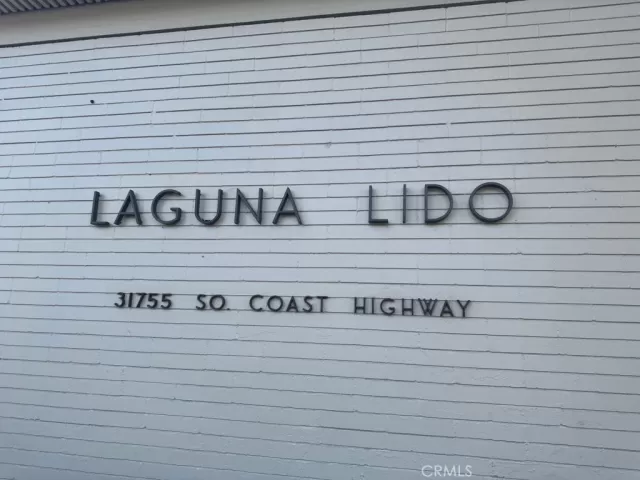 LAGUNA LIDO
31755 SO. COAST HIGHWAY
CRMLS